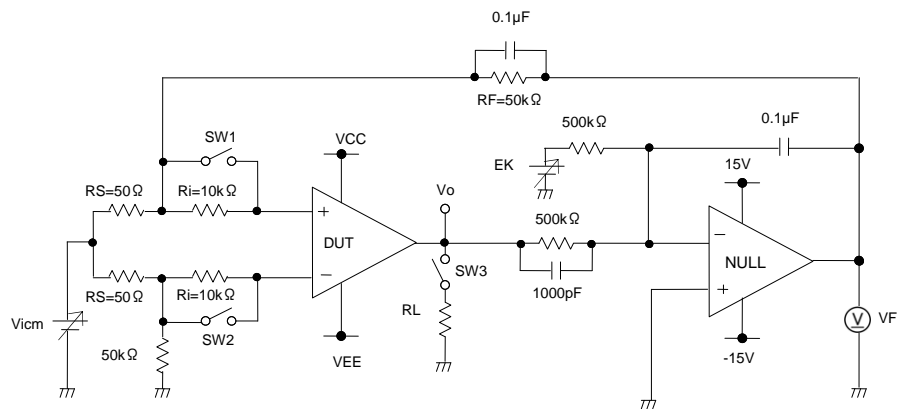 0.1μF
RF=50kΩ
0.1μF
500kΩ
SW1
VCC
EK
15V
RS=50Ω
Ri=10kΩ
Vo
+
DUT
500kΩ
−
NULL
−
+
SW3
RS=50Ω
Ri=10kΩ
1000pF
Vicm
RL
V
VF
SW2
50kΩ
VEE
-15V